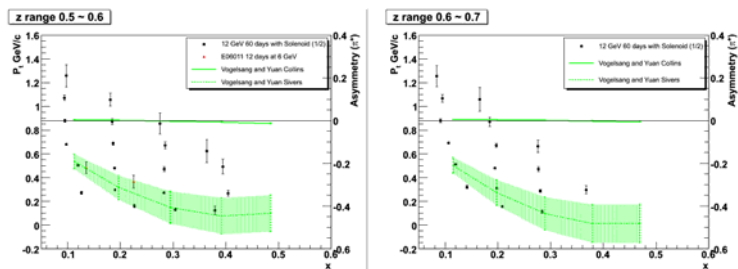 z range 0.5 ~ 0.6
P_t GeV/c
1.6
1.4
1.2
1
0.8
0.6
0.4
0.2
0
-0.2
12 GeV 60 days with Solenoid (1/2)
E06011 12 days at 6 GeV
Vogelsang and Yuan Collins
Vogelsang and Yuan Sivers
0.4
0.2
0
-0.2
-0.4
-0.6
Asymmetry (π⁺)
0.1 0.2 0.3 0.4 0.5 0.6
x
z range 0.6 ~ 0.7
P_t GeV/c
1.6
1.4
1.2
1
0.8
0.6
0.4
0.2
0
-0.2
12 GeV 60 days with Solenoid (1/2)
Vogelsang and Yuan Collins
Vogelsang and Yuan Sivers
0.4
0.2
0
-0.2
-0.4
-0.6
0.1 0.2 0.3 0.4 0.5 0.6
x